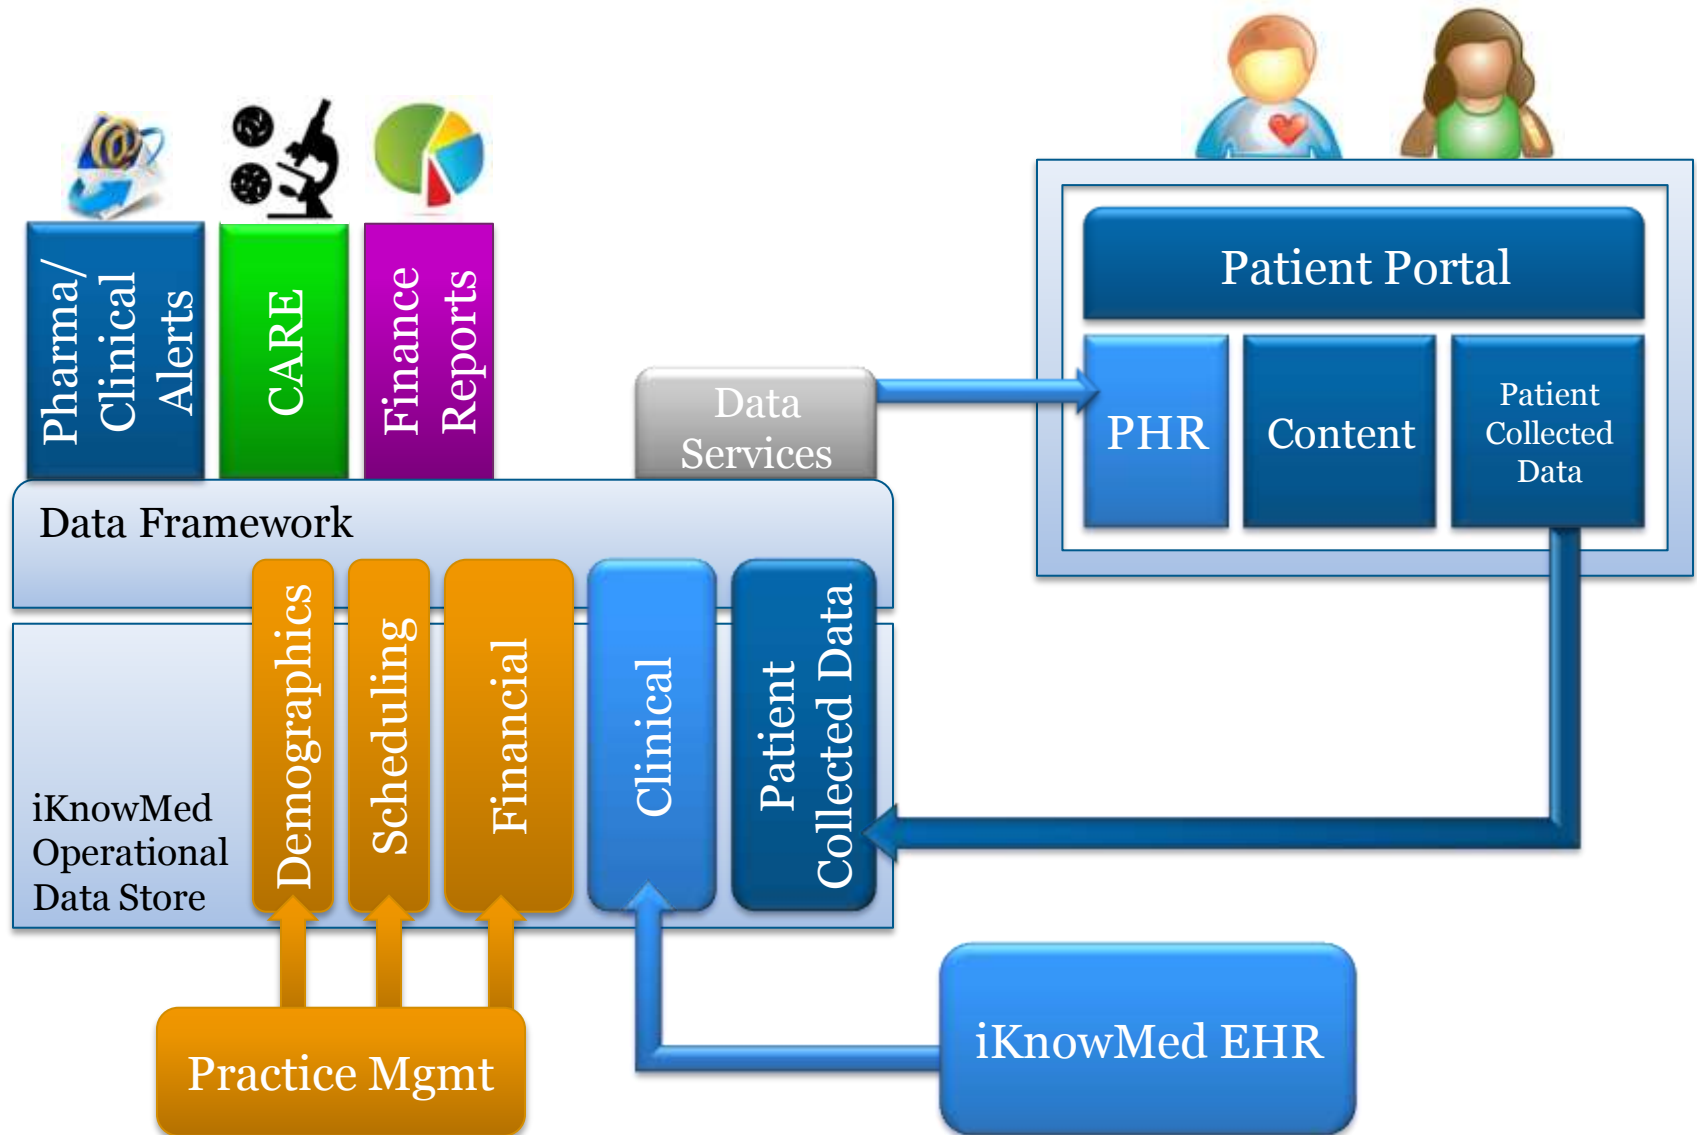 Pharma/
Clinical
Alerts
CARE
Finance
Reports
Data
Services
Patient Portal
PHR
Content
Patient
Collected
Data
Data Framework
Demographics
Scheduling
Financial
Clinical
Patient
Collected Data
iKnowMed
Operational
Data Store
Practice Mgmt
iKnowMed EHR